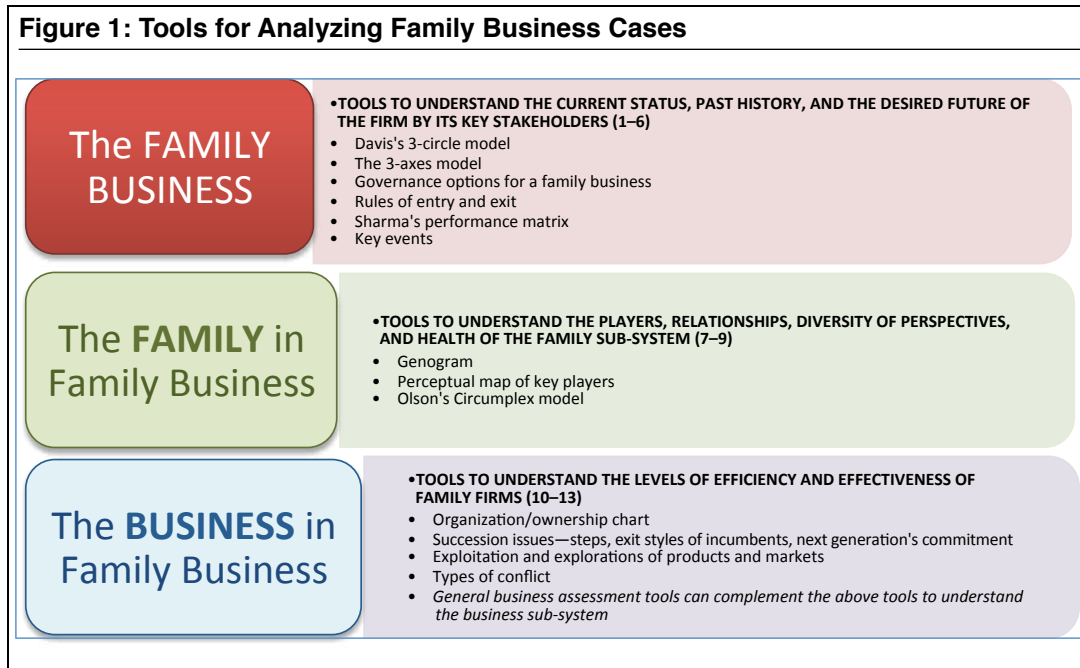 Figure 1: Tools for Analyzing Family Business Cases
The FAMILY
BUSINESS
•TOOLS TO UNDERSTAND THE CURRENT STATUS, PAST HISTORY, AND THE DESIRED FUTURE OF
THE FIRM BY ITS KEY STAKEHOLDERS (1–6)
• Davis's 3-circle model
• The 3-axes model
• Governance options for a family business
• Rules of entry and exit
• Sharma's performance matrix
• Key events
The FAMILY in
Family Business
•TOOLS TO UNDERSTAND THE PLAYERS, RELATIONSHIPS, DIVERSITY OF PERSPECTIVES,
AND HEALTH OF THE FAMILY SUB-SYSTEM (7–9)
• Genogram
• Perceptual map of key players
• Olson's Circumplex model
The BUSINESS in
Family Business
•TOOLS TO UNDERSTAND THE LEVELS OF EFFICIENCY AND EFFECTIVENESS OF
FAMILY FIRMS (10–13)
• Organization/ownership chart
• Succession issues—steps, exit styles of incumbents, next generation's commitment
• Exploitation and explorations of products and markets
• Types of conflict
• General business assessment tools can complement the above tools to understand
the business sub-system